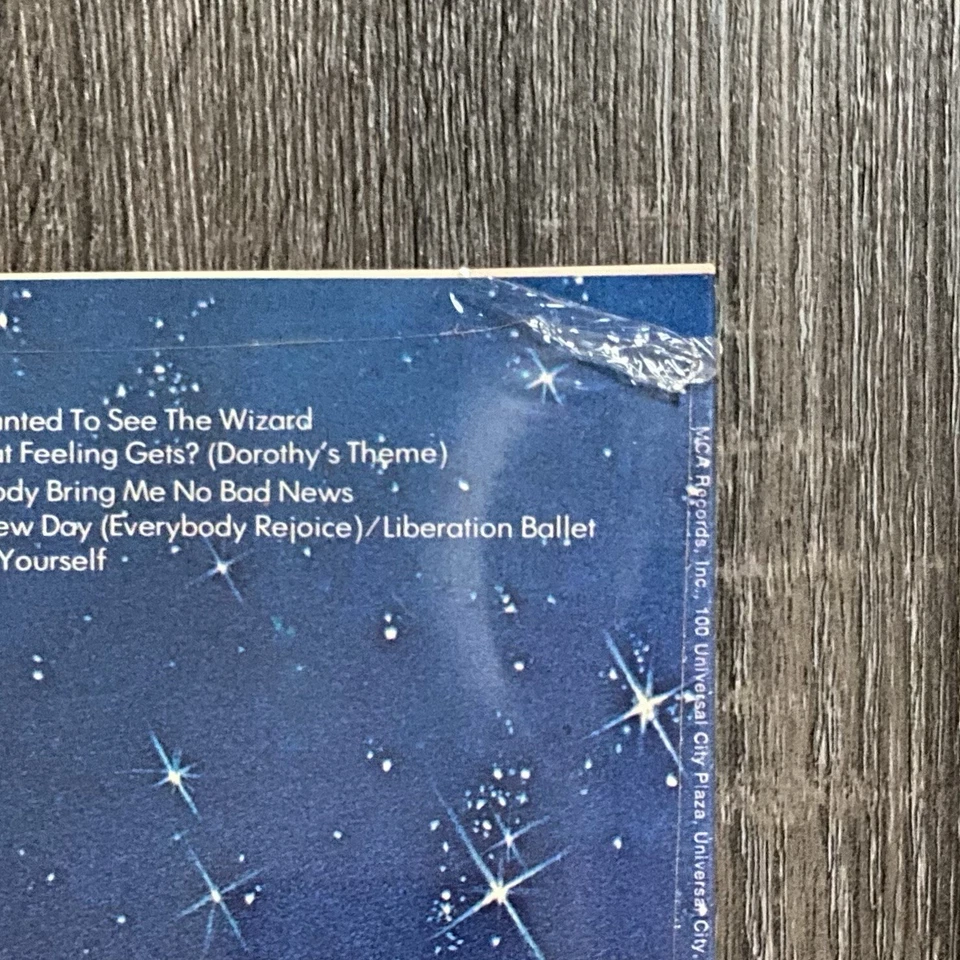 anted To See The Wizard
at Feeling Gets? (Dorothy's Theme)
ody Bring Me No Bad News
ew Day (Everybody Rejoice)/Liberation Ballet
Yourself
MCA Records, Inc., 100 Universal City Plaza, Universal City,